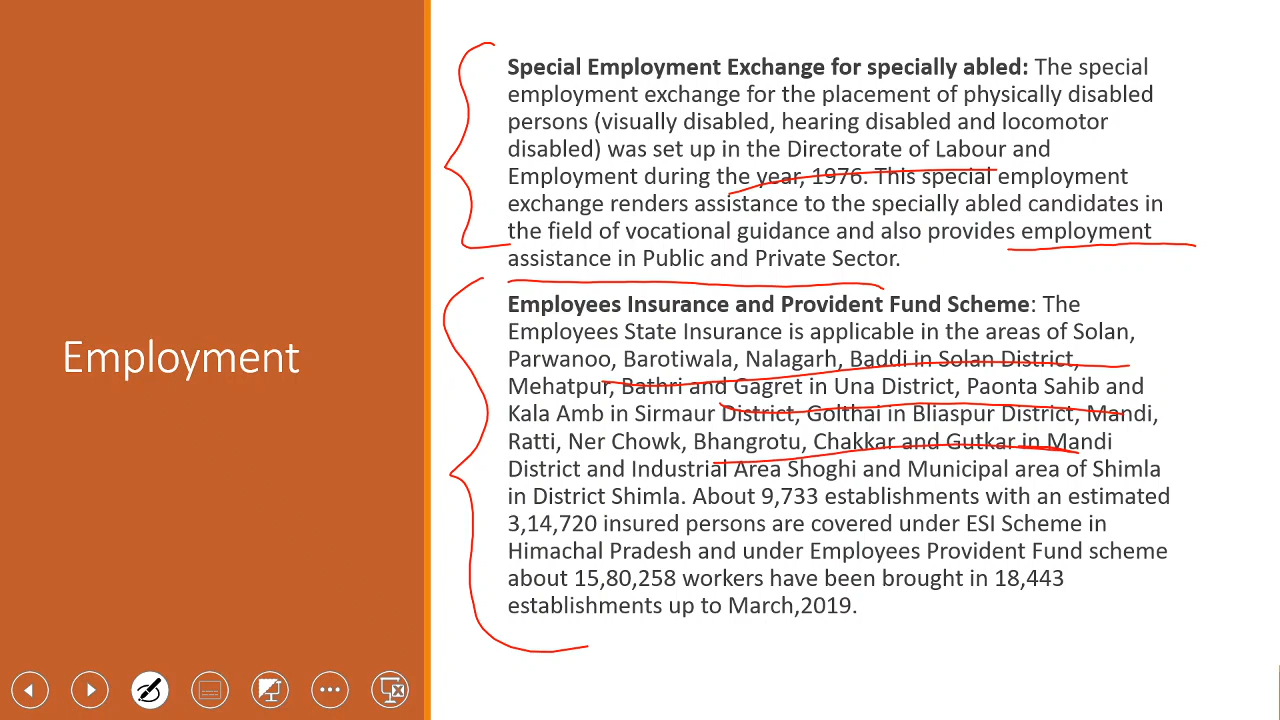 Employment
Special Employment Exchange for specially abled: The special
employment exchange for the placement of physically disabled
persons (visually disabled, hearing disabled and locomotor
disabled) was set up in the Directorate of Labour and
Employment during the year, 1976. This special employment
exchange renders assistance to the specially abled candidates in
the field of vocational guidance and also provides employment
assistance in Public and Private Sector.
Employees Insurance and Provident Fund Scheme: The
Employees State Insurance is applicable in the areas of Solan,
Parwanoo, Barotiwala, Nalagarh, Baddi in Solan District,
Mehatpur, Bathri and Gagret in Una District, Paonta Sahib and
Kala Amb in Sirmaur District, Golthai in Bliaspur District, Mandi,
Ratti, Ner Chowk, Bhangrotu, Chakkar and Gutkar in Mandi
District and Industrial Area Shoghi and Municipal area of Shimla
in District Shimla. About 9,733 establishments with an estimated
3,14,720 insured persons are covered under ESI Scheme in
Himachal Pradesh and under Employees Provident Fund scheme
about 15,80,258 workers have been brought in 18,443
establishments up to March,2019.